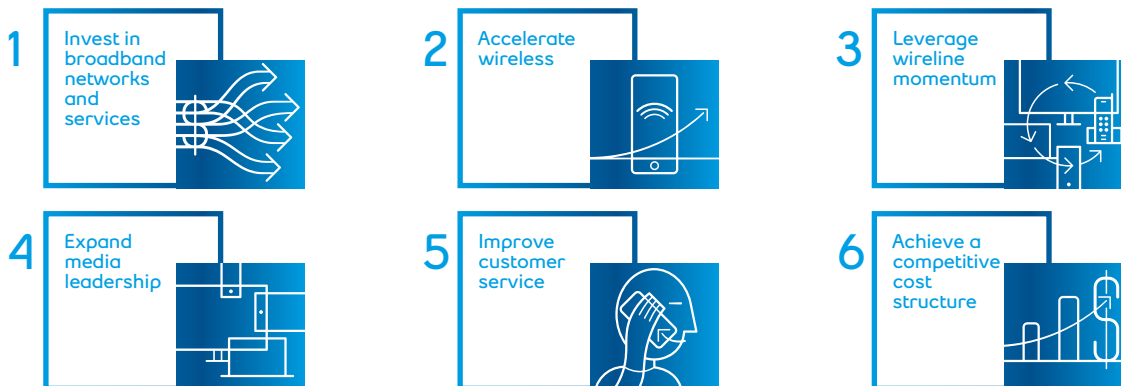 1
Invest in
broadband
networks
and
services
2
Accelerate
wireless
3
Leverage
wireline
momentum
4
Expand
media
leadership
5
Improve
customer
service
6
Achieve a
competitive
cost
structure
$